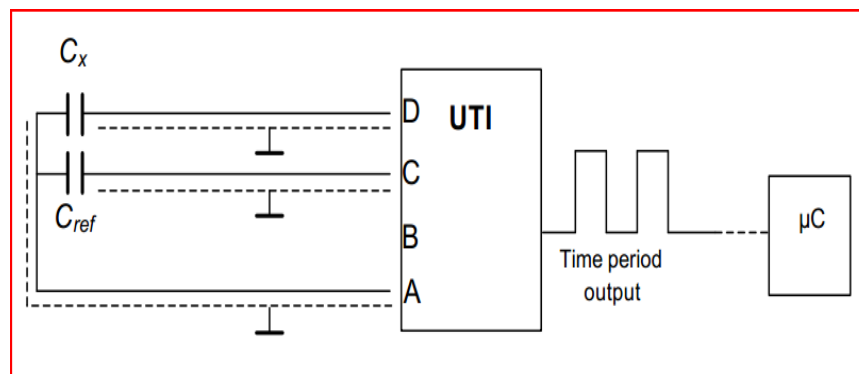 Cx
D
UTI
C
Cref
B
µC
Time period
output
A